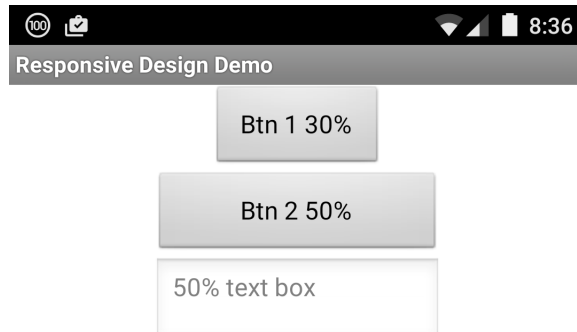 100 8:36
Responsive Design Demo
Btn 1 30%
Btn 2 50%
50% text box